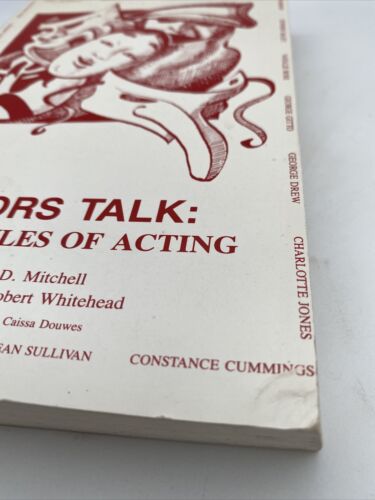 ORS TALK:
LES OF ACTING
D. Mitchell
obert Whitehead
Caissa Douwes
EAN SULLIVAN
CONSTANCE CUMMINGS
CHARLOTTE JONES
GEORGE DREW